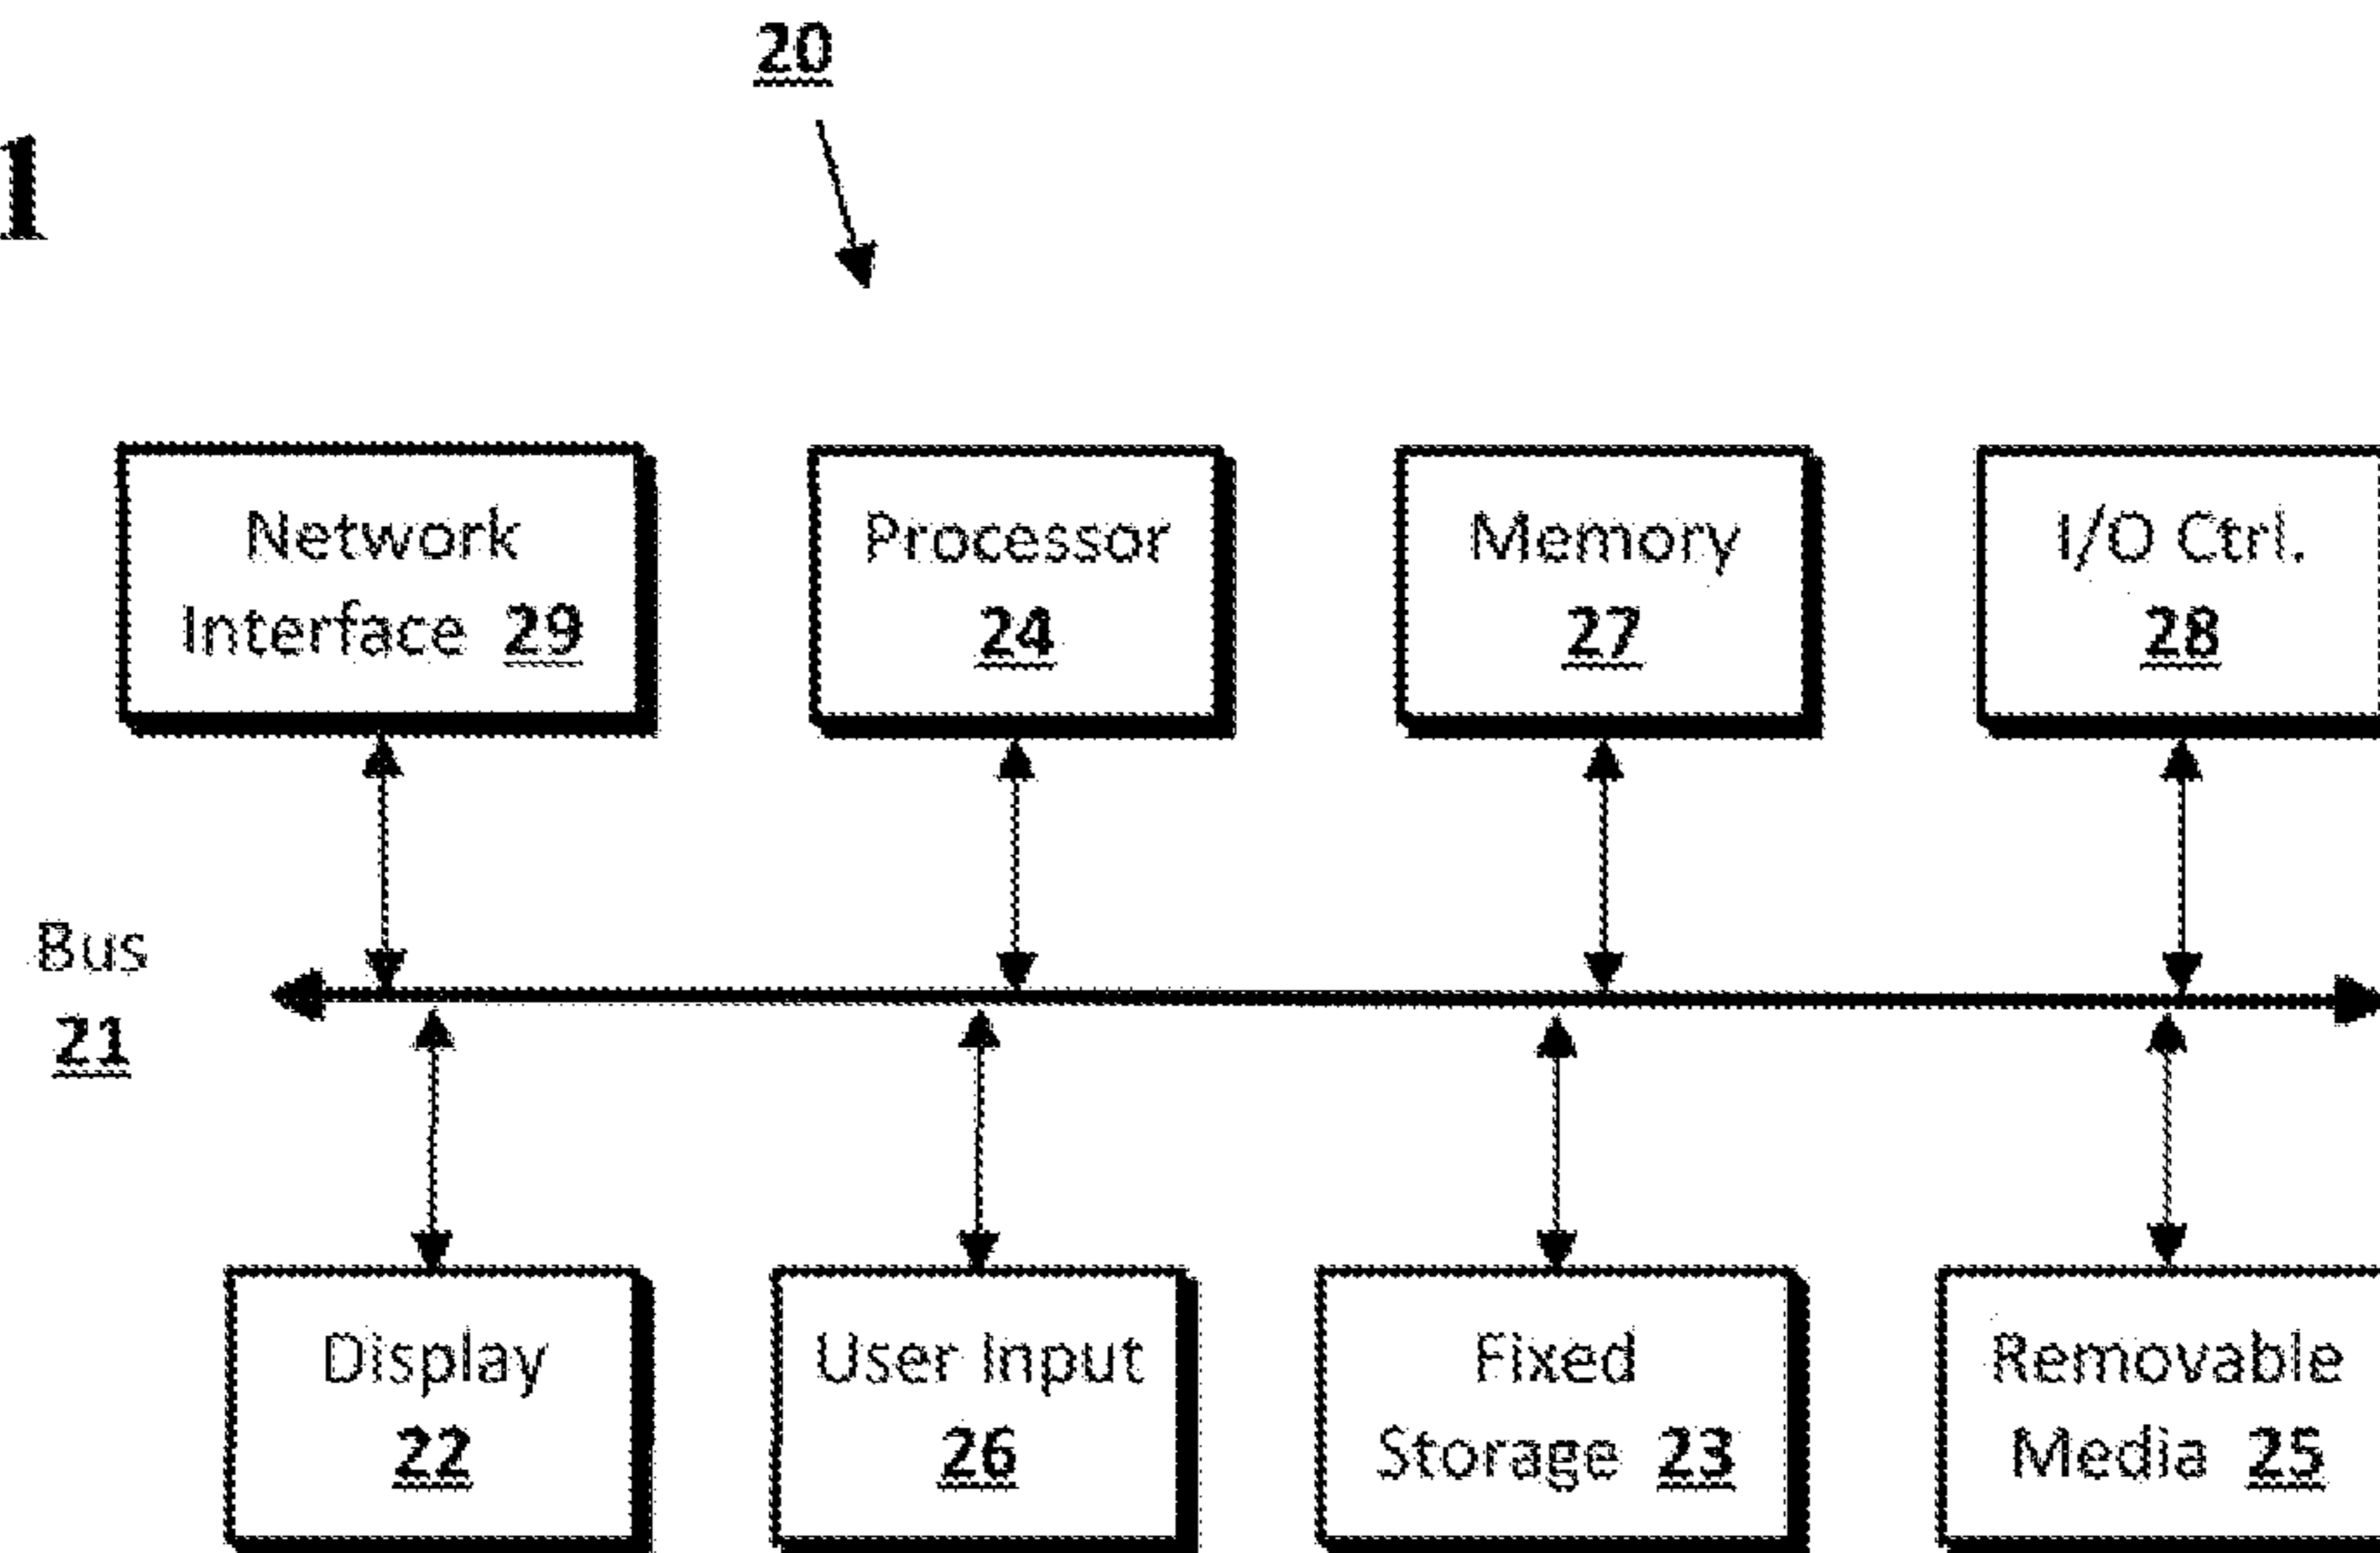 20
1
Network
Interface 29
Processor
24
Memory
27
I/O Ctrl.
28
Bus
21
Display
22
User Input
26
Fixed
Storage 23
Removable
Media 25